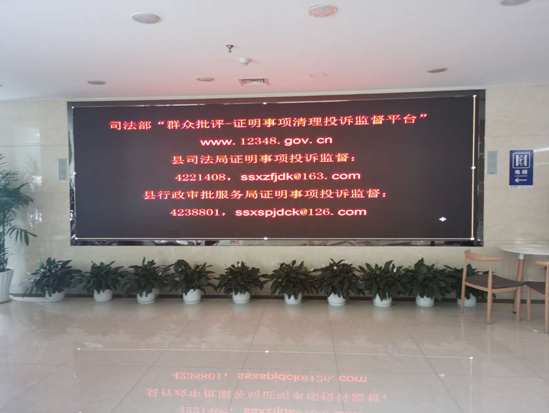 司法部“群众批评-证明事项清理投诉监督平台”
www.12348.gov.cn
县司法局证明事项投诉监督：
4221408，ssxzfjdk@163.com
县行政审批服务局证明事项投诉监督：
4238801，ssxspjdck@126.com
电梯